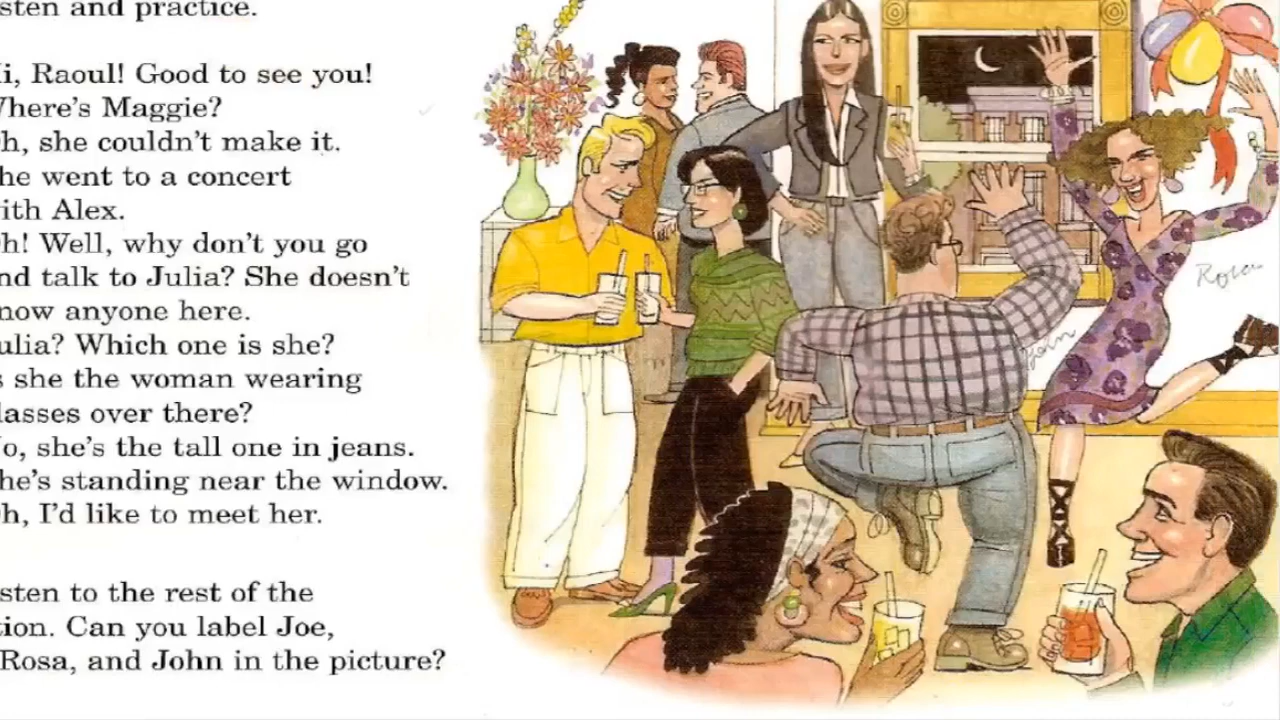 sten and practice.
i, Raoul! Good to see you!
Where's Maggie?
h, she couldn't make it.
he went to a concert
ith Alex.
h! Well, why don't you go
nd talk to Julia? She doesn't
now anyone here.
ulia? Which one is she?
s she the woman wearing
lasses over there?
o, she's the tall one in jeans.
he's standing near the window.
h, I'd like to meet her.
sten to the rest of the
tion. Can you label Joe,
Rosa, and John in the picture?
Rosa
John